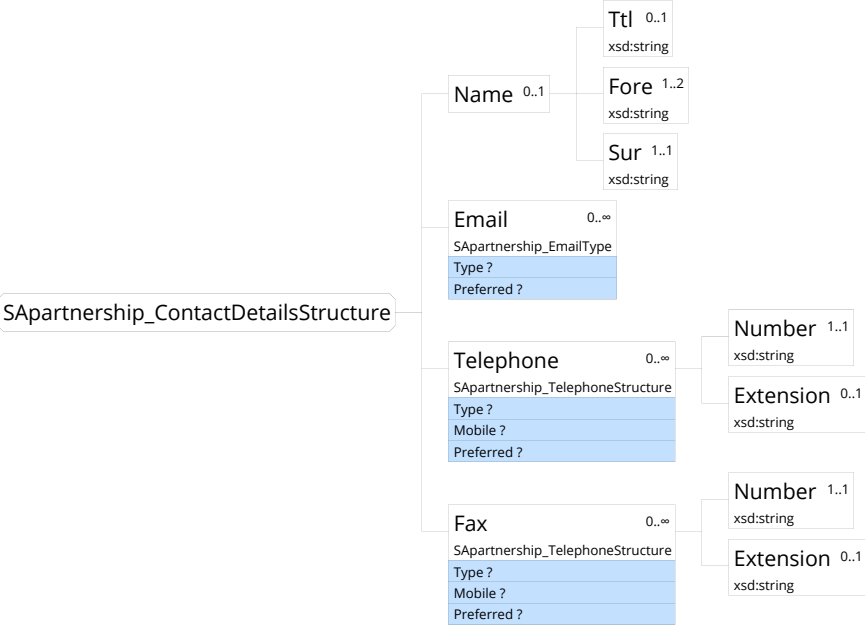 Ttl 0..1
xsd:string
Name 0..1
Fore 1..2
xsd:string
Sur 1..1
xsd:string
Email 0..∞
SApartnership_EmailType
Type ?
Preferred ?
SApartnership_ContactDetailsStructure
Telephone 0..∞
SApartnership_TelephoneStructure
Type ?
Mobile ?
Preferred ?
Number 1..1
xsd:string
Extension 0..1
xsd:string
Fax 0..∞
SApartnership_TelephoneStructure
Type ?
Mobile ?
Preferred ?
Number 1..1
xsd:string
Extension 0..1
xsd:string